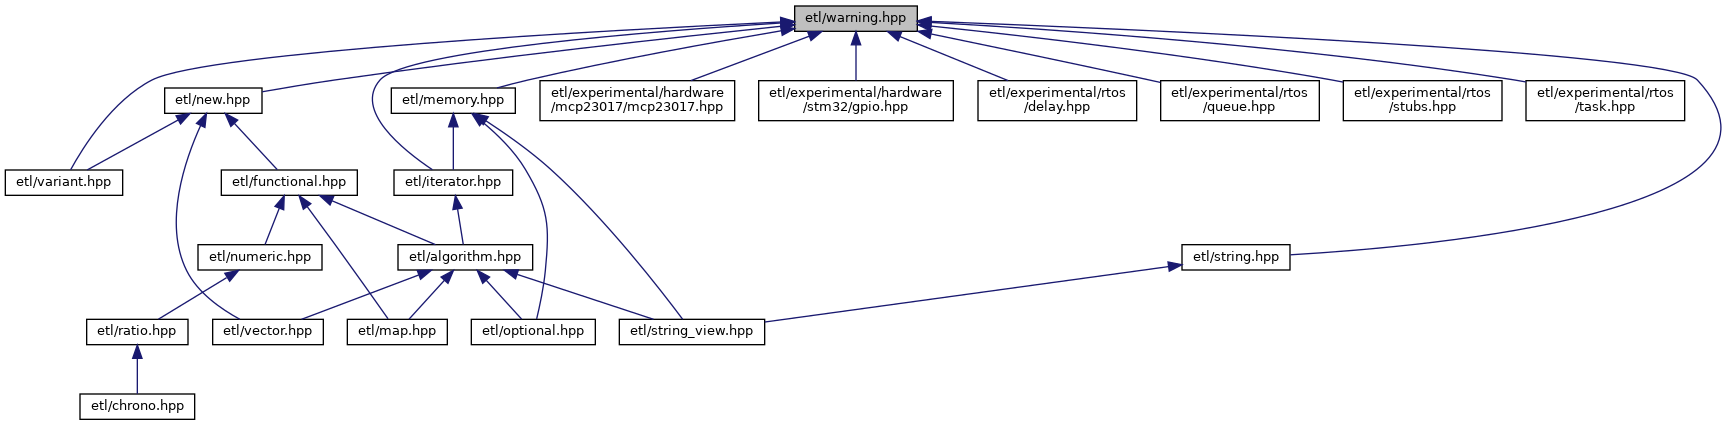 etl/warning.hpp
etl/new.hpp
etl/memory.hpp
etl/experimental/hardware
/mcp23017/mcp23017.hpp
etl/experimental/hardware
/stm32/gpio.hpp
etl/experimental/rtos
/delay.hpp
etl/experimental/rtos
/queue.hpp
etl/experimental/rtos
/stubs.hpp
etl/experimental/rtos
/task.hpp
etl/variant.hpp
etl/functional.hpp
etl/iterator.hpp
etl/numeric.hpp
etl/algorithm.hpp
etl/string.hpp
etl/ratio.hpp
etl/vector.hpp
etl/map.hpp
etl/optional.hpp
etl/string_view.hpp
etl/chrono.hpp